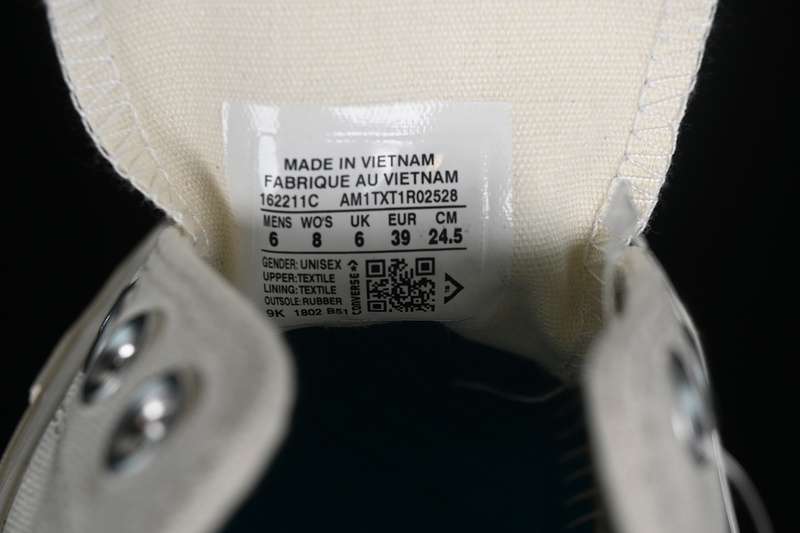 MADE IN VIETNAM
FABRIQUE AU VIETNAM
162211C AM1TXT1R02528
MENS WO'S UK EUR CM
6 8 6 39 24.5
GENDER: UNISEX
UPPER: TEXTILE
LINING: TEXTILE
OUTSOLE: RUBBER
9K 1802 B51
CONVERSE
TM